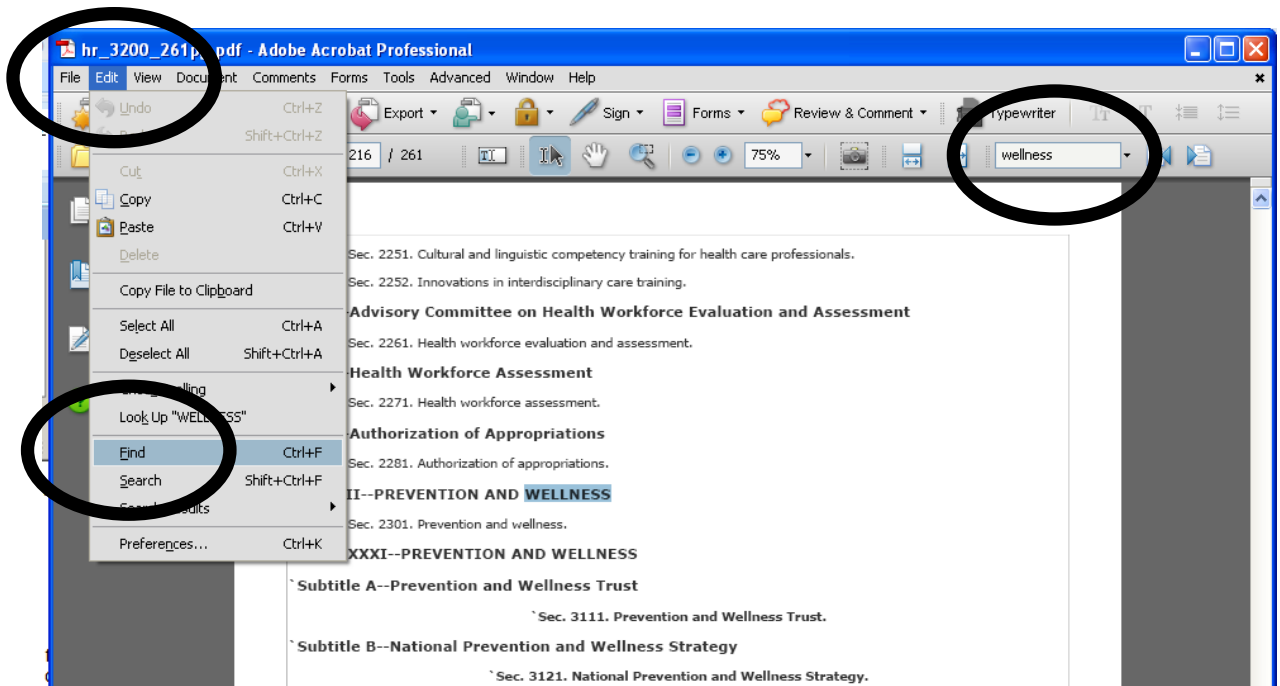 hr_3200_261p pdf - Adobe Acrobat Professional
File Edit View Document Comments Forms Tools Advanced Window Help
Undo Ctrl+Z
Shift+Ctrl+Z
Cut Ctrl+X
Copy Ctrl+C
Paste Ctrl+V
Delete
Copy File to Clipboard
Select All Ctrl+A
Deselect All Shift+Ctrl+A
Look Up "WELLNESS"
Find Ctrl+F
Search Shift+Ctrl+F
Search Results
Preferences... Ctrl+K
Export Sign Forms Review & Comment Typewriter
216 / 261 75% wellness
Sec. 2251. Cultural and linguistic competency training for health care professionals.
Sec. 2252. Innovations in interdisciplinary care training.
-Advisory Committee on Health Workforce Evaluation and Assessment
Sec. 2261. Health workforce evaluation and assessment.
-Health Workforce Assessment
Sec. 2271. Health workforce assessment.
-Authorization of Appropriations
Sec. 2281. Authorization of appropriations.
II--PREVENTION AND WELLNESS
Sec. 2301. Prevention and wellness.
XXXI--PREVENTION AND WELLNESS
`Subtitle A--Prevention and Wellness Trust
`Sec. 3111. Prevention and Wellness Trust.
`Subtitle B--National Prevention and Wellness Strategy
`Sec. 3121. National Prevention and Wellness Strategy.